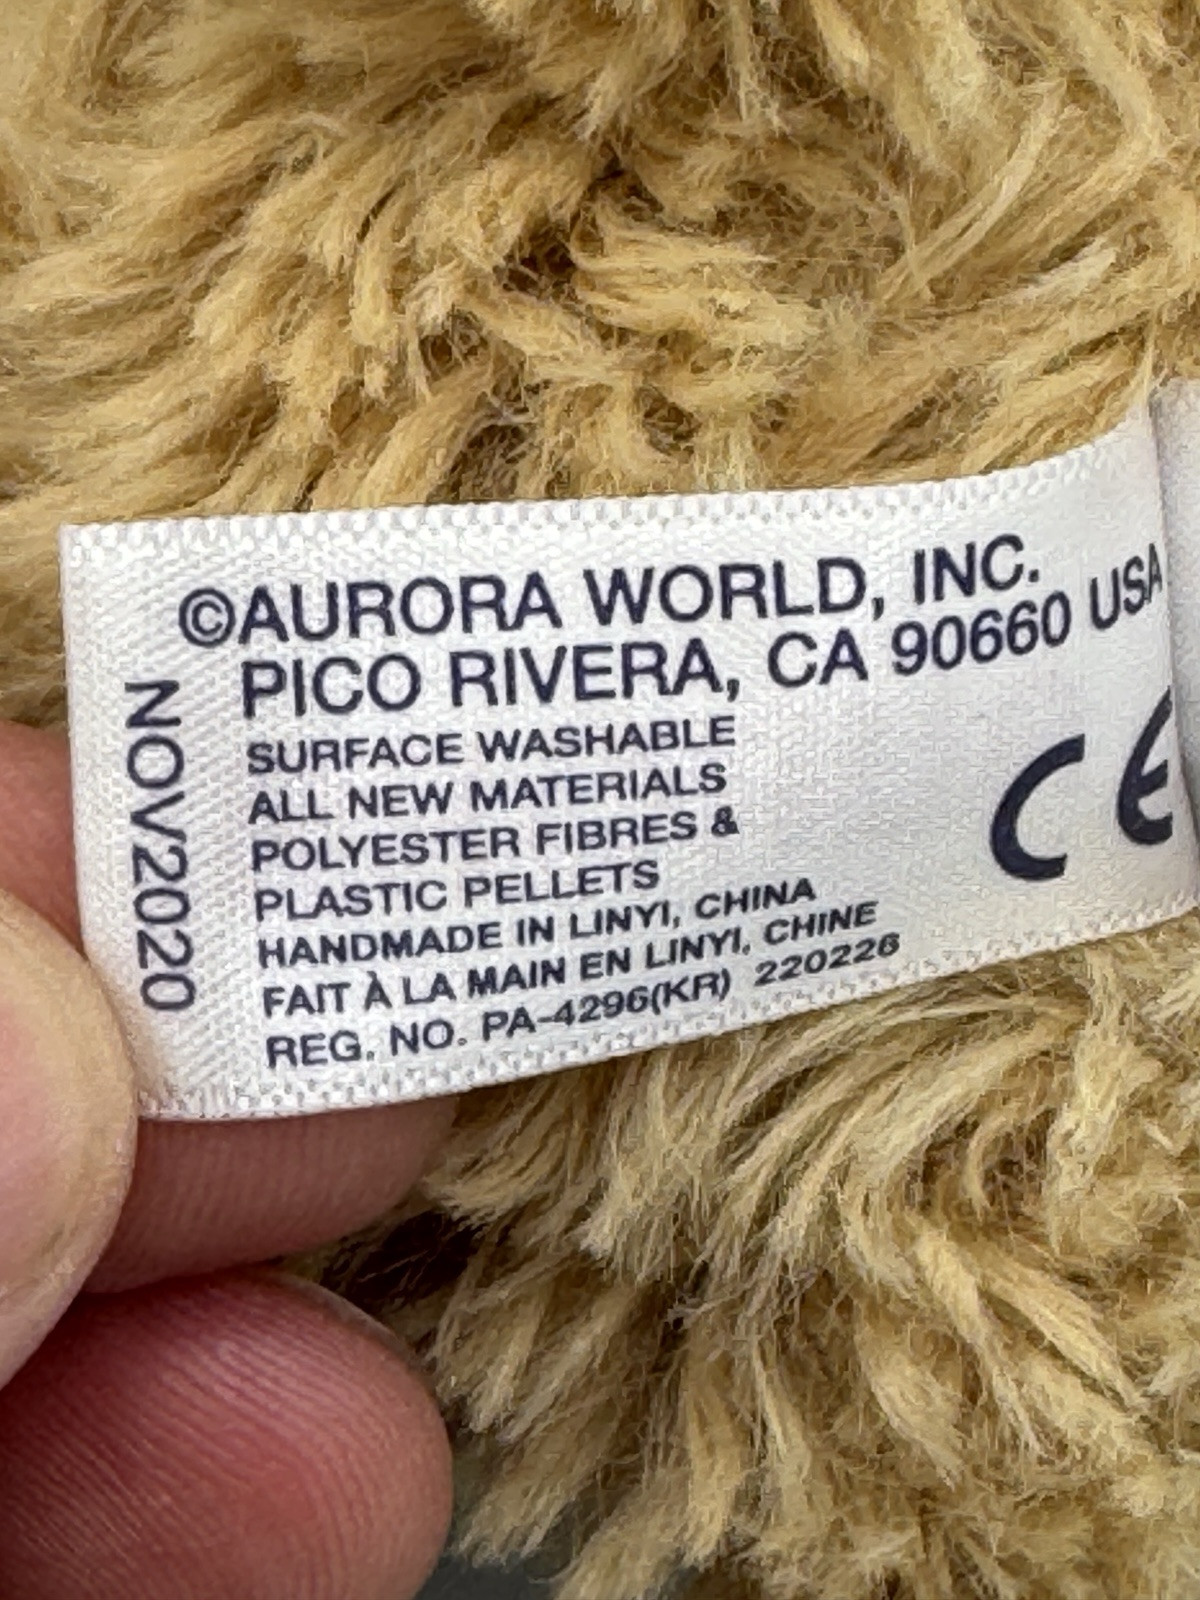 ©AURORA WORLD, INC.
PICO RIVERA, CA 90660 USA
SURFACE WASHABLE
ALL NEW MATERIALS
POLYESTER FIBRES &
PLASTIC PELLETS
HANDMADE IN LINYI, CHINA
FAIT À LA MAIN EN LINYI, CHINE
REG. NO. PA-4296(KR) 220226
NOV2020
CE